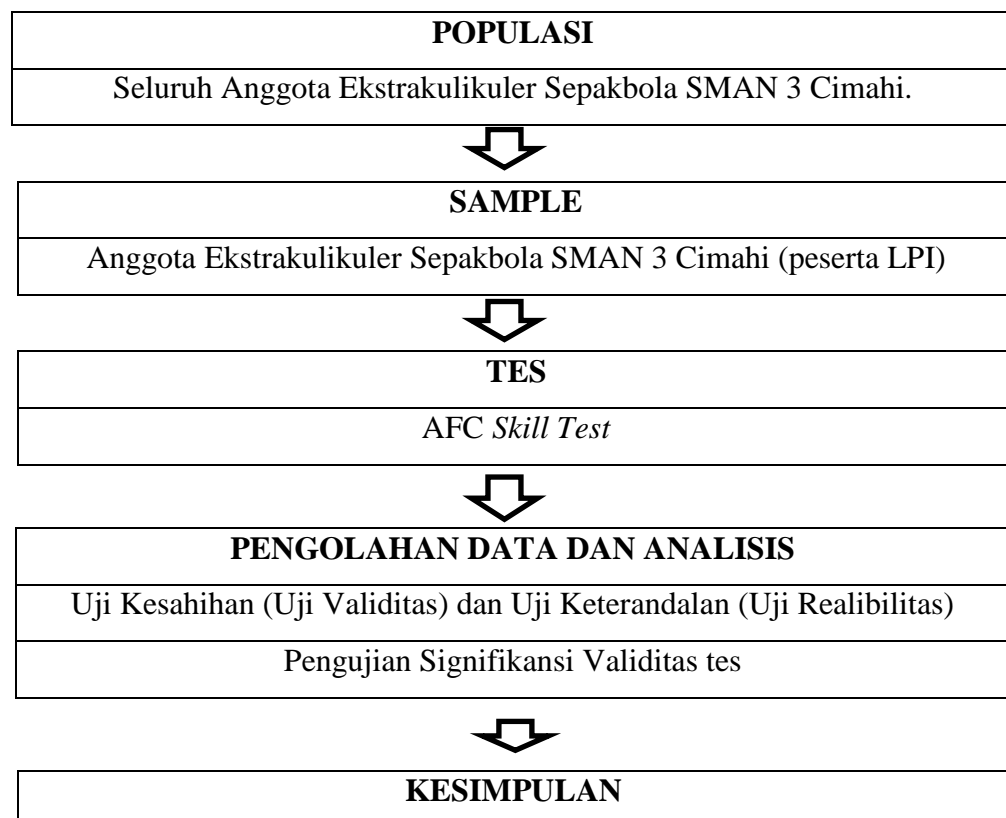 POPULASI
Seluruh Anggota Ekstrakulikuler Sepakbola SMAN 3 Cimahi.
SAMPLE
Anggota Ekstrakulikuler Sepakbola SMAN 3 Cimahi (peserta LPI)
TES
AFC Skill Test
PENGOLAHAN DATA DAN ANALISIS
Uji Kesahihan (Uji Validitas) dan Uji Keterandalan (Uji Realibilitas)
Pengujian Signifikansi Validitas tes
KESIMPULAN